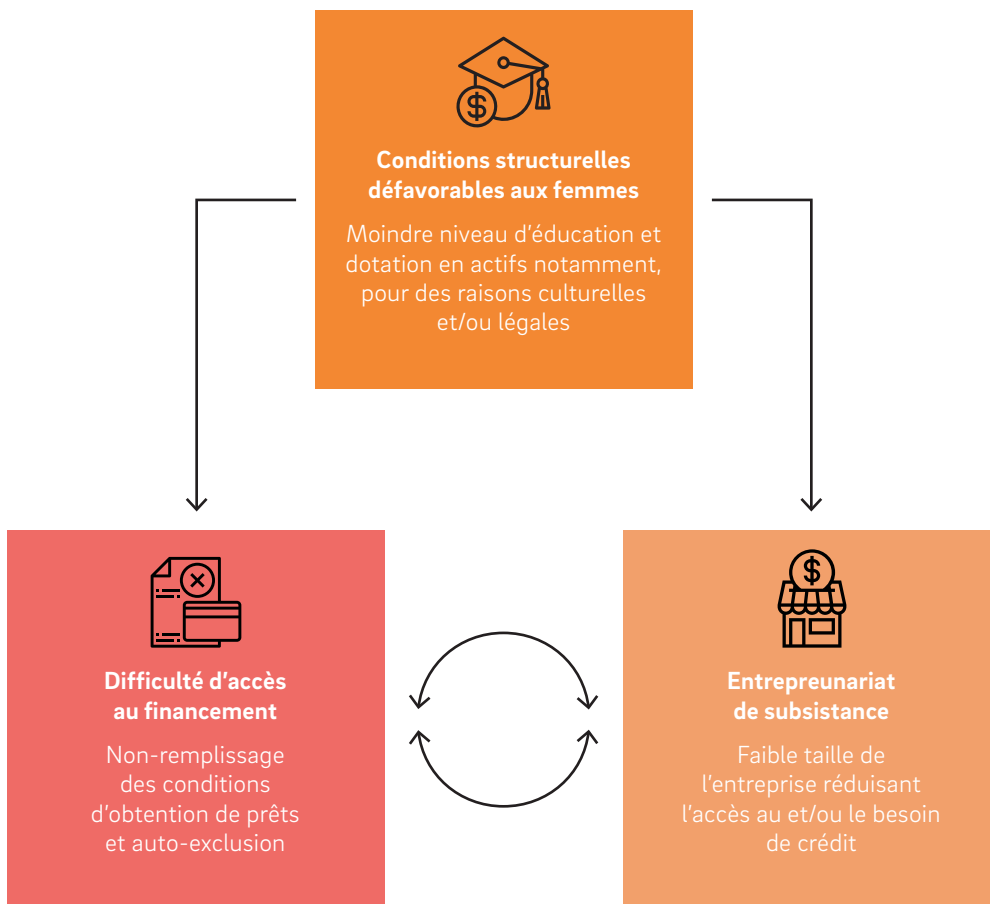 $
Conditions structurelles
défavorables aux femmes
Moindre niveau d'éducation et
dotation en actifs notamment,
pour des raisons culturelles
et/ou légales
Difficulté d'accès
au financement
Non-remplissage
des conditions
d'obtention de prêts
et auto-exclusion
$
Entrepreunariat
de subsistance
Faible taille de
l'entreprise réduisant
l'accès au et/ou le besoin
de crédit